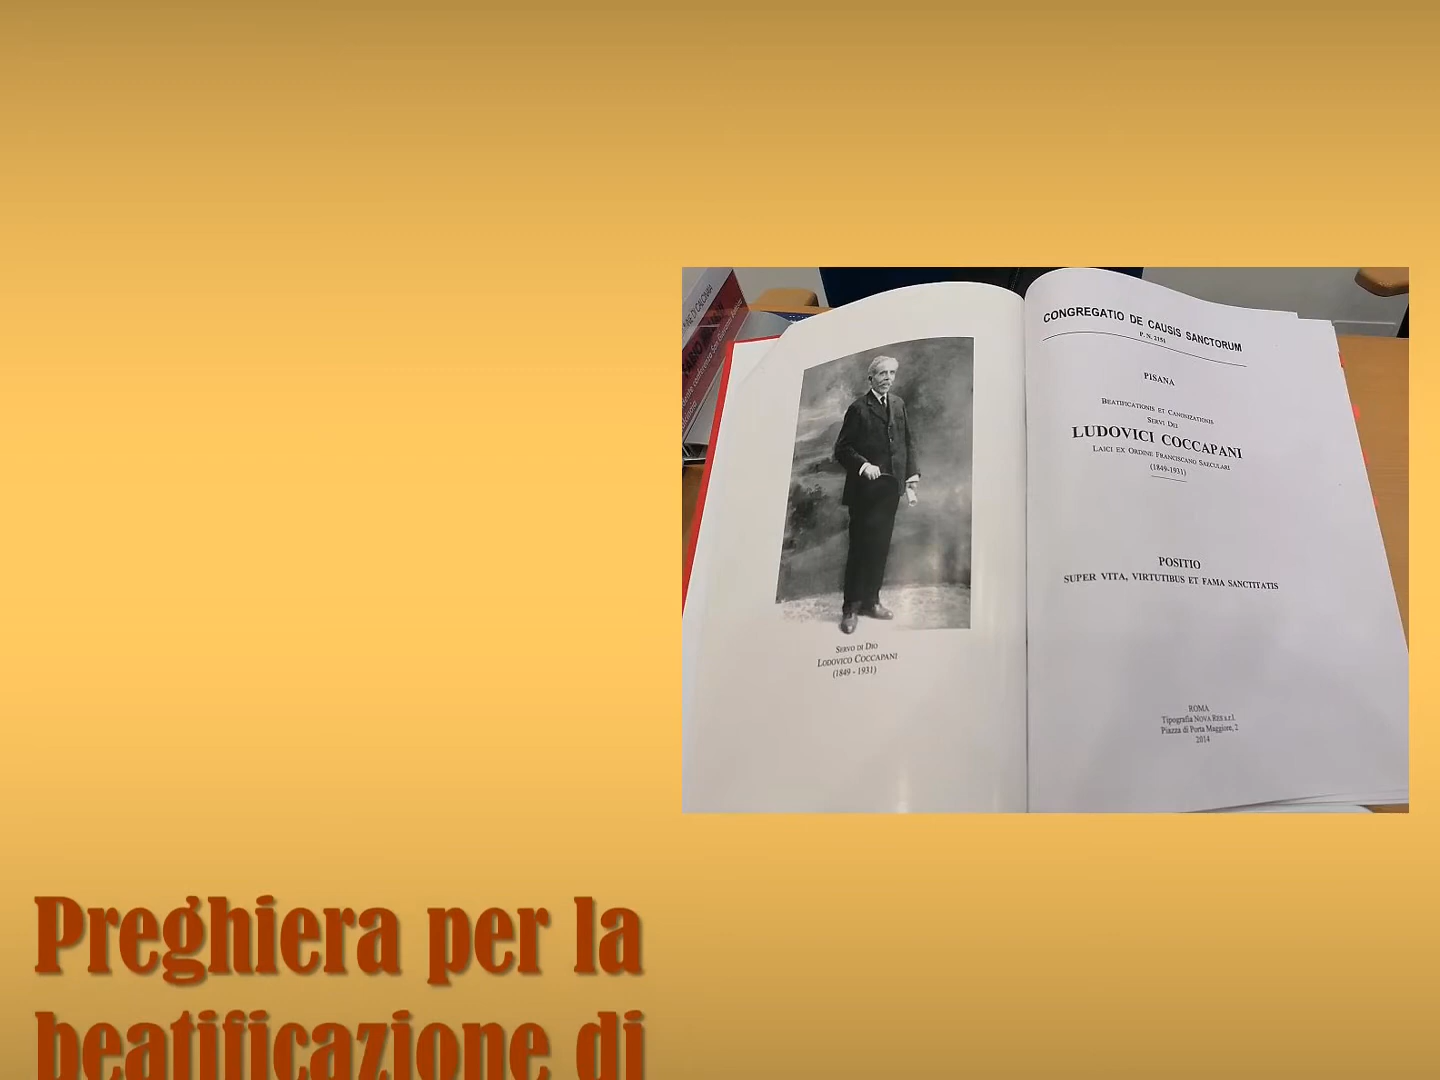 CONGREGATIO DE CAUSIS SANCTORUM
P. N. 2151
PISANA
BEATIFICATIONIS ET CANONIZATIONIS
SERVI DEI
LUDOVICI COCCAPANI
LAICI EX ORDINE FRANCISCANO SAECULARI
(1849-1931)
POSITIO
SUPER VITA, VIRTUTIBUS ET FAMA SANCTITATIS
ROMA
Tipografia NOVA RES s.r.l.
Piazza di Porta Maggiore, 2
2014
SERVO DI DIO
LODOVICO COCCAPANI
(1849 - 1931)
Preghiera per la
beatificazione di